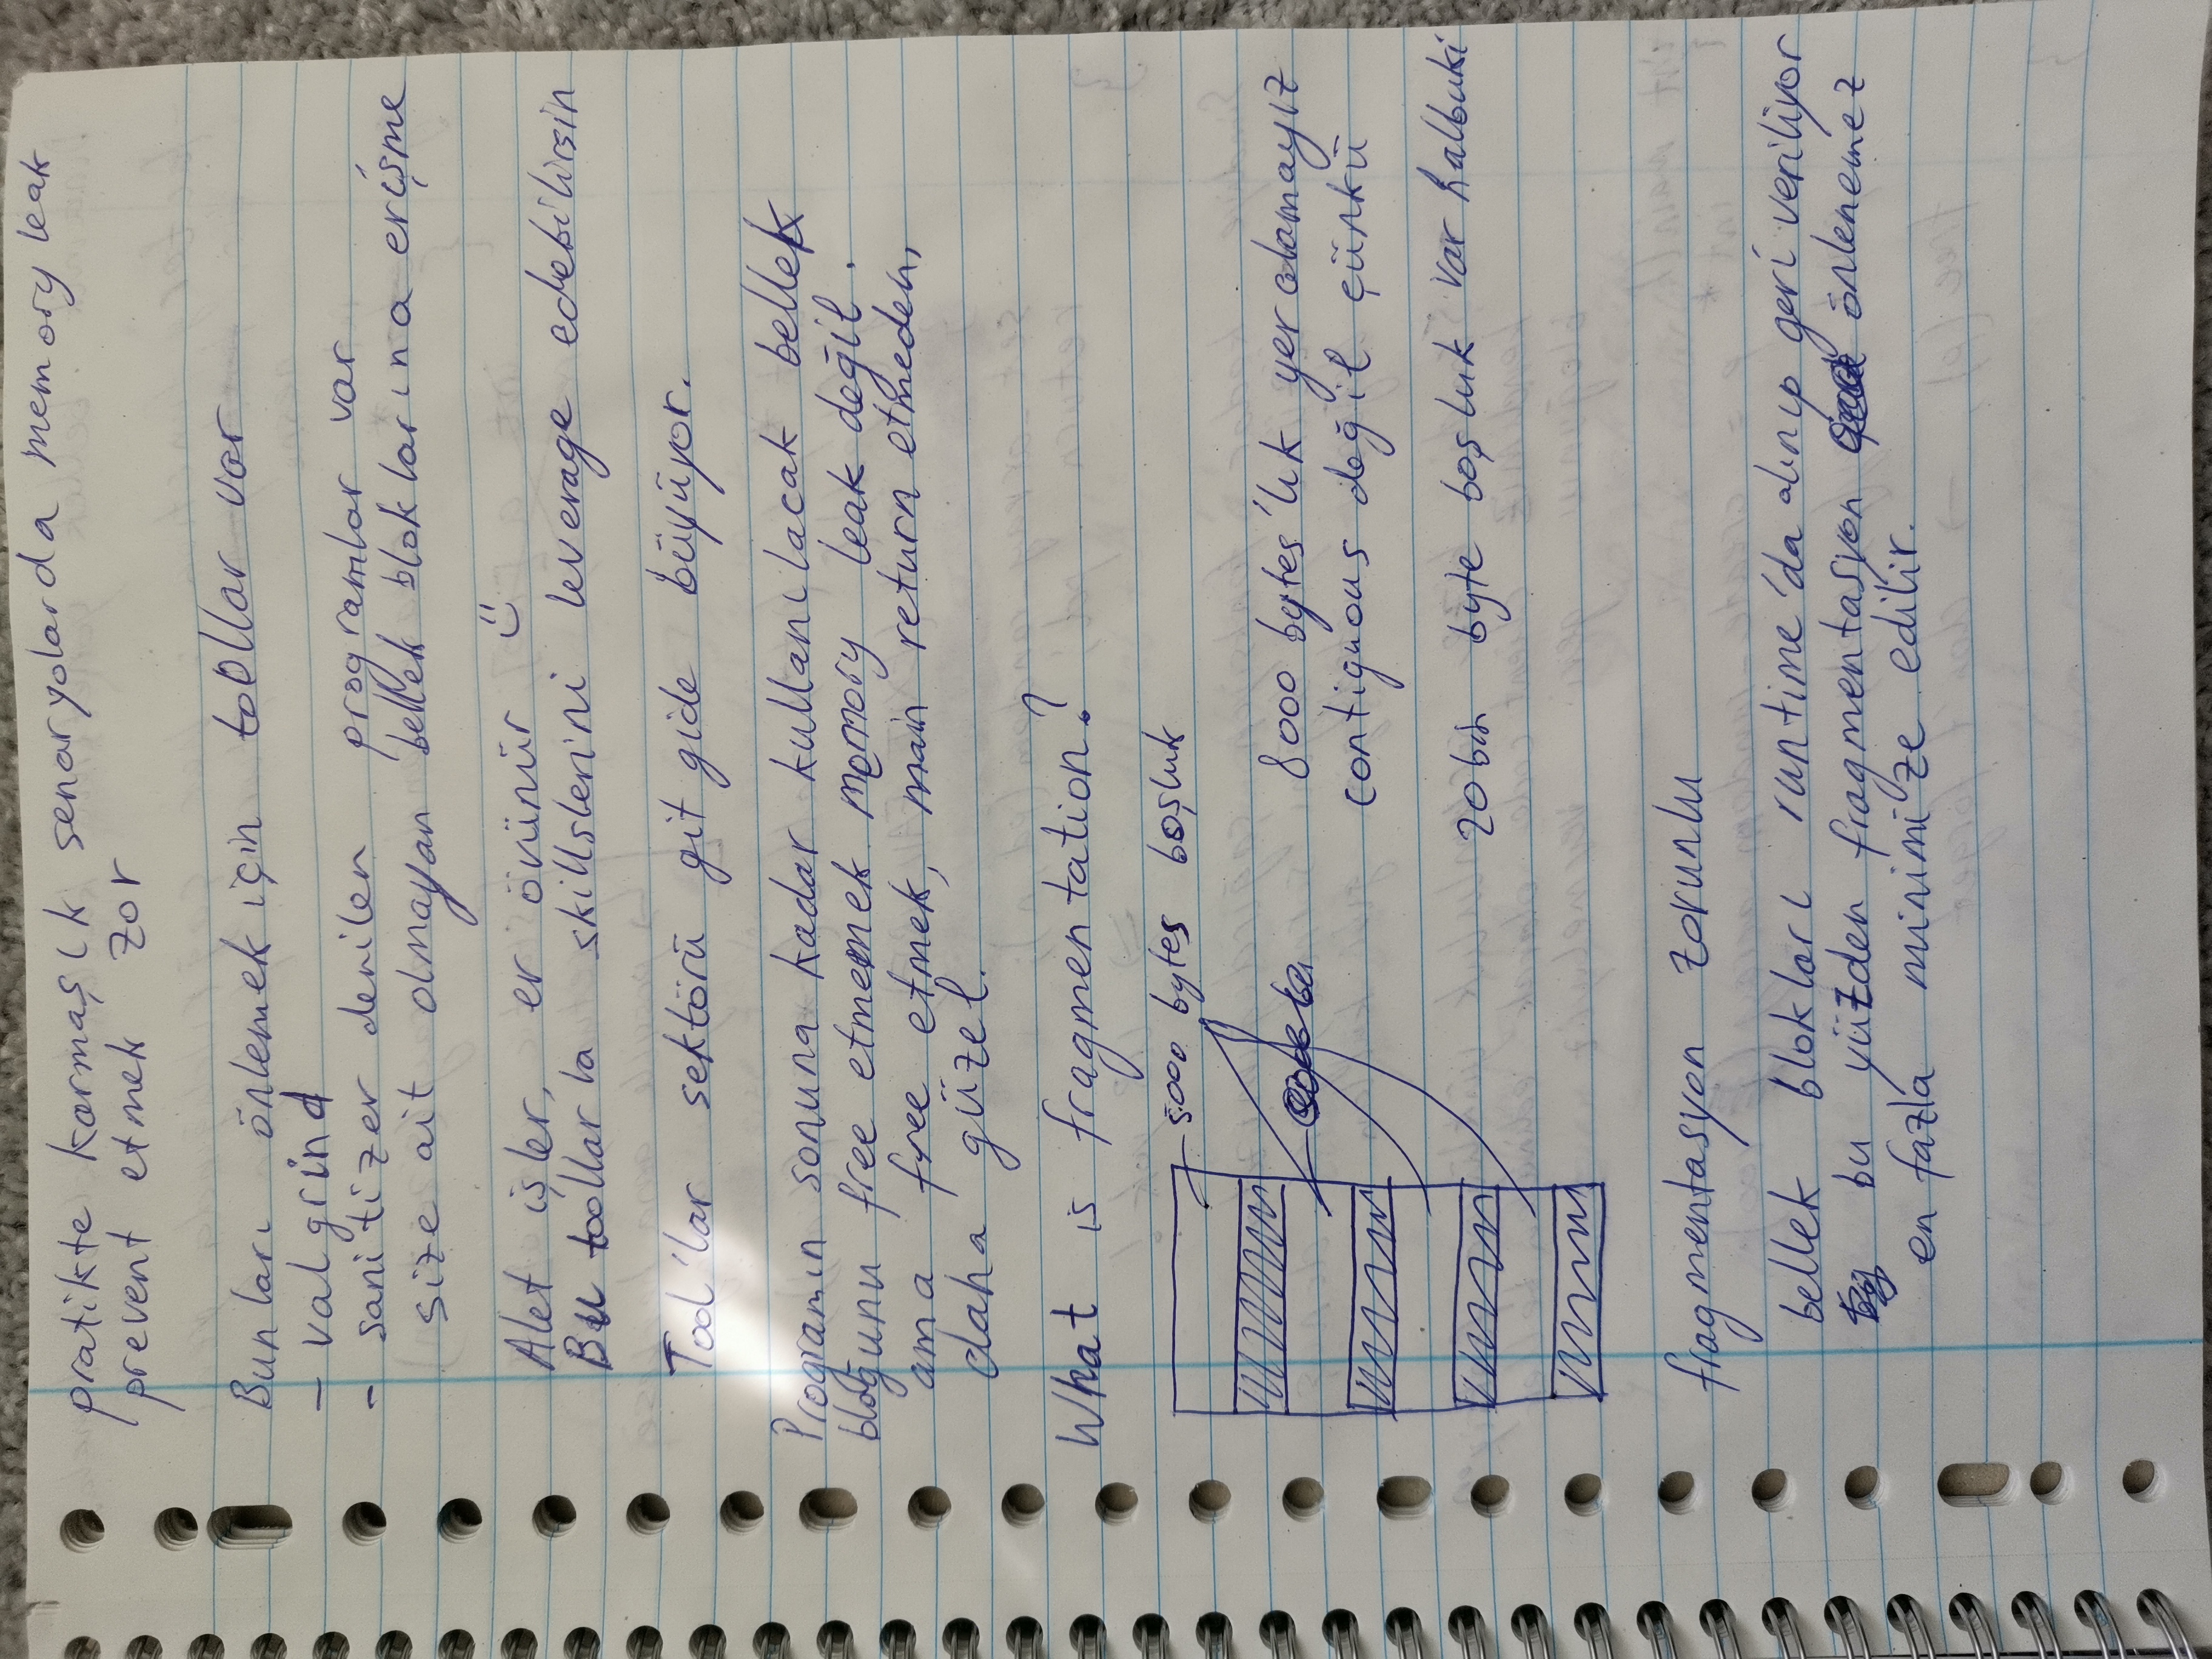 pratikte karmaşık senaryolarda memory leak
prevent etmek zor
Bunları önlemek için toollar var
- valgrind
- sanitizer denilen programlar var
size ait olmayan bellek bloklarına erişme
Alet işler, er övünür ü
Bu toollarla skillslerini leverage edebilirsin
Tool'lar sektörü git gide büyüyor.
Programın sonuna kadar kullanılacak bellek
bloğunu free etmemek memory leak değil.
ama free etmek, main return etmeden,
daha güzel.
What is fragmentation?
5000 bytes boşluk
8000 bytes'lık yer alamayız
contiguous değil çünkü
20 bin byte boşluk var halbuki
fragmentasyon zorunlu
bellek blokları runtime'da alınıp geri veriliyor
bu yüzden fragmentasyon önlenemez
en fazla minimize edilir.